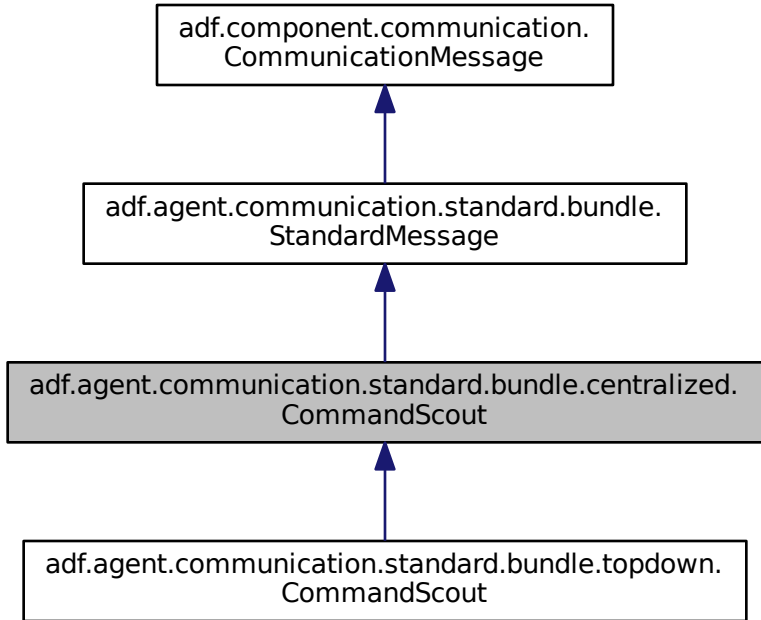 adf.component.communication.
CommunicationMessage
adf.agent.communication.standard.bundle.
StandardMessage
adf.agent.communication.standard.bundle.centralized.
CommandScout
adf.agent.communication.standard.bundle.topdown.
CommandScout